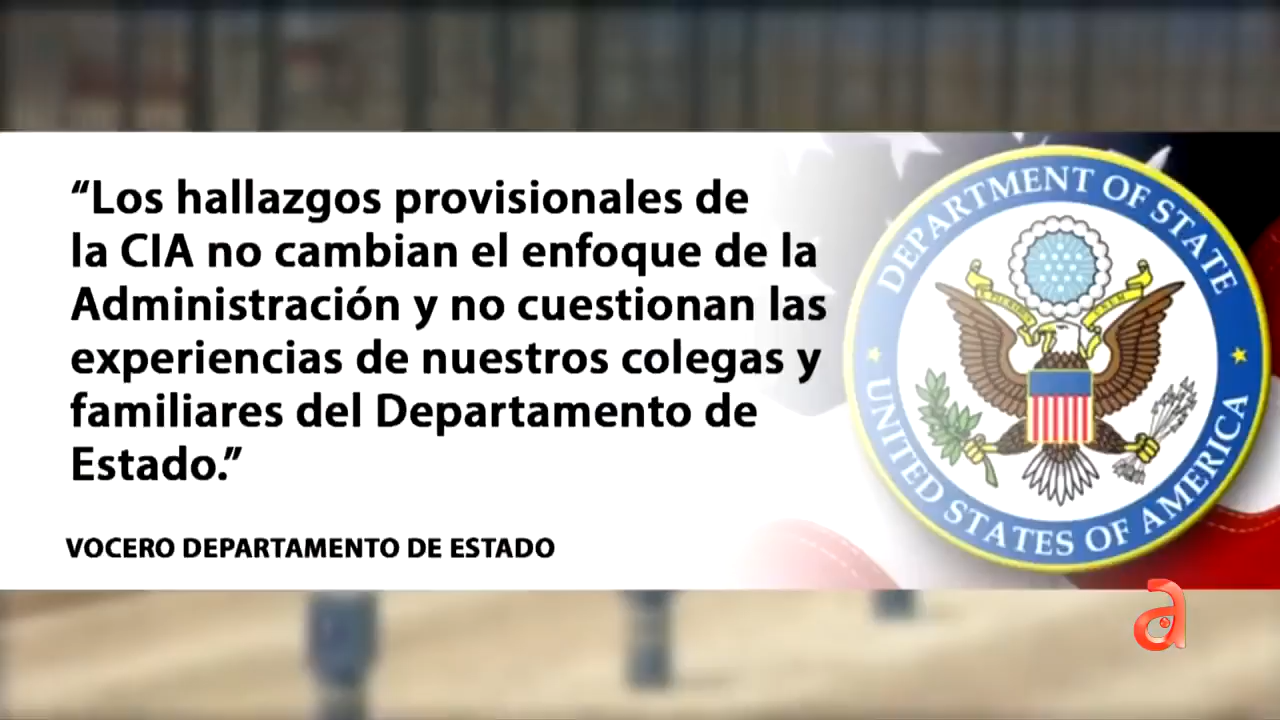 “Los hallazgos provisionales de
la CIA no cambian el enfoque de la
Administración y no cuestionan las
experiencias de nuestros colegas y
familiares del Departamento de
Estado.”
VOCERO DEPARTAMENTO DE ESTADO
DEPARTMENT OF STATE
UNITED STATES OF AMERICA
a